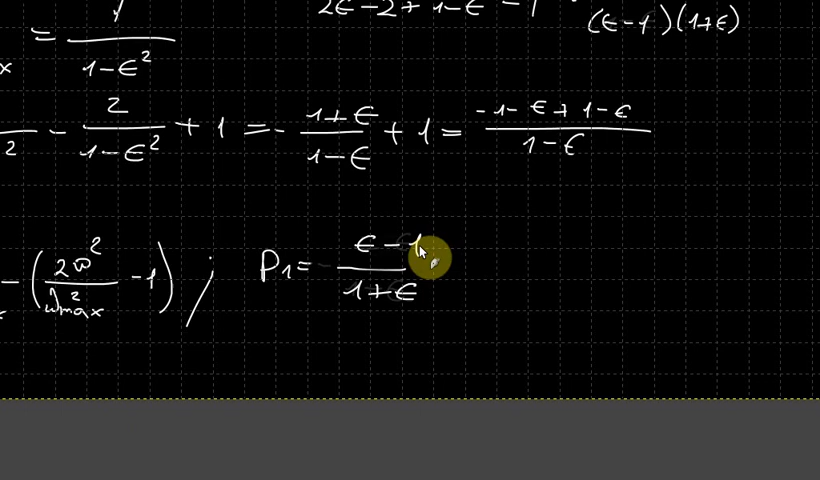 = 1/(1-ϵ²)
2ϵ-2+1-ϵ-1
(ϵ-1)(1+ϵ)
x
2 - 2/(1-ϵ²) + 1 = - (1+ϵ)/(1-ϵ) + 1 = (-1-ϵ+1-ϵ)/(1-ϵ)
- (2ω²/ω²max - 1) / P1 = (ϵ-1)/(1+ϵ)